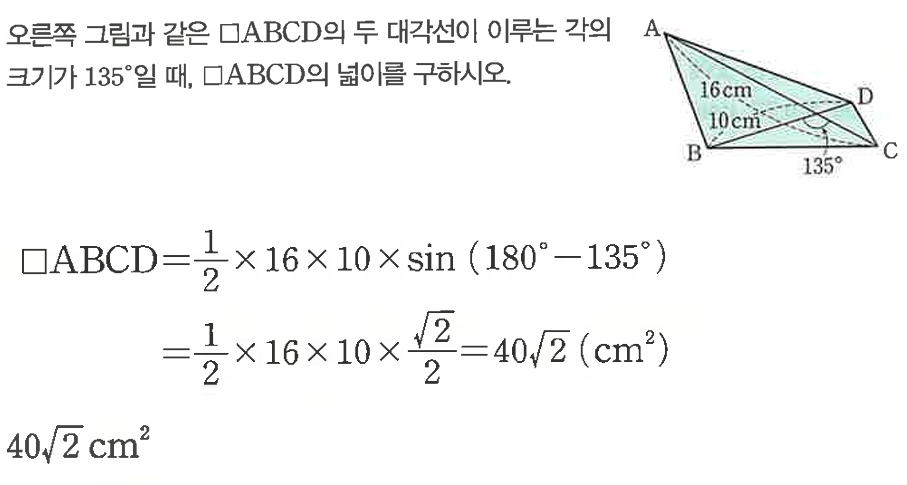 오른쪽 그림과 같은 □ABCD의 두 대각선이 이루는 각의
크기가 135°일 때, □ABCD의 넓이를 구하시오.
A
16cm
D
10cm
B
C
135°
□ABCD=1/2×16×10×sin (180°−135°)
=1/2×16×10×√2/2=40√2 (cm²)
40√2 cm²